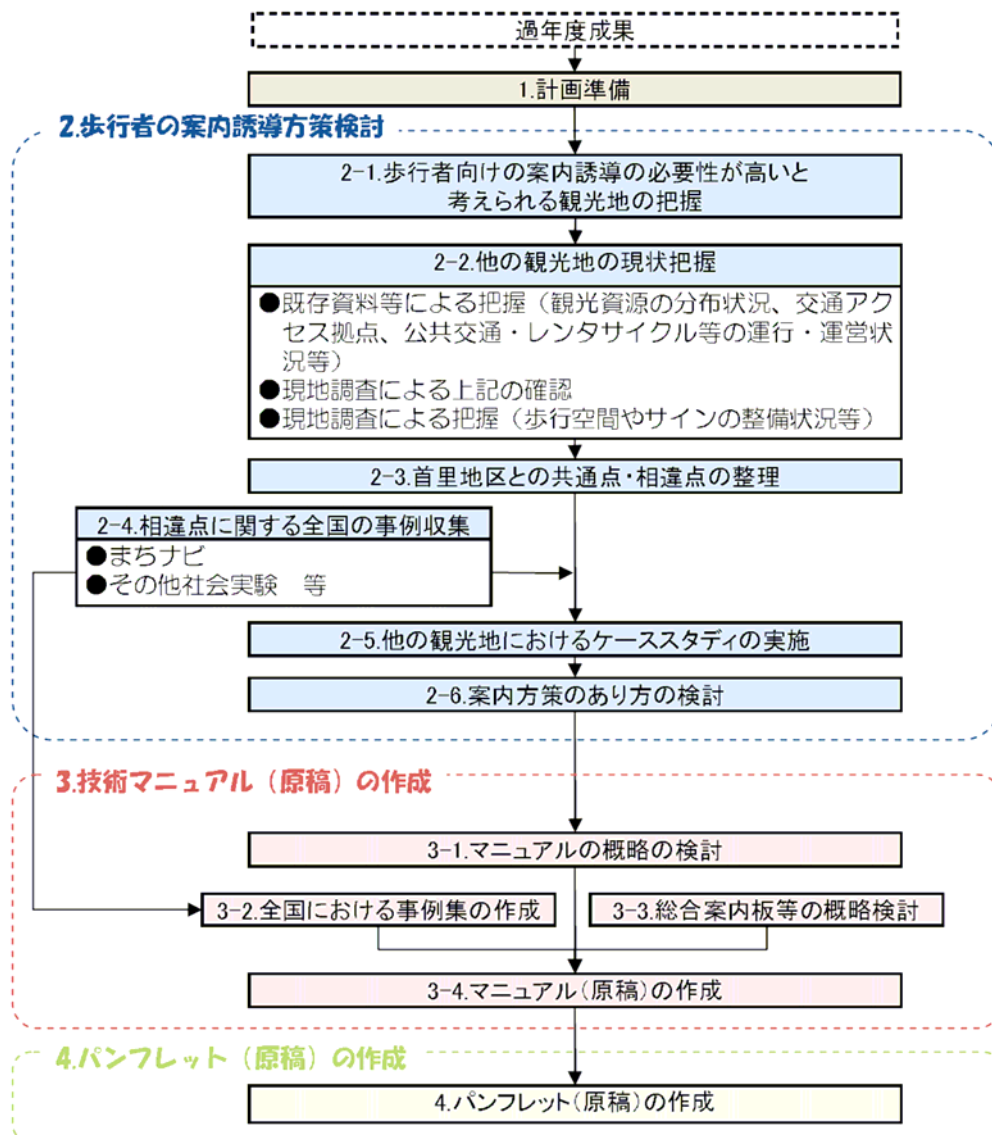 過年度成果
1.計画準備
2.歩行者の案内誘導方策検討
2-1.歩行者向けの案内誘導の必要性が高いと
考えられる観光地の把握
2-2.他の観光地の現状把握
●既存資料等による把握（観光資源の分布状況、交通アク
セス拠点、公共交通・レンタサイクル等の運行・運営状
況等）
●現地調査による上記の確認
●現地調査による把握（歩行空間やサインの整備状況等）
2-3.首里地区との共通点・相違点の整理
2-4.相違点に関する全国の事例収集
●まちナビ
●その他社会実験　等
2-5.他の観光地におけるケーススタディの実施
2-6.案内方策のあり方の検討
3.技術マニュアル（原稿）の作成
3-1.マニュアルの概略の検討
3-2.全国における事例集の作成
3-3.総合案内板等の概略検討
3-4.マニュアル(原稿)の作成
4.パンフレット（原稿）の作成
4.パンフレット(原稿)の作成